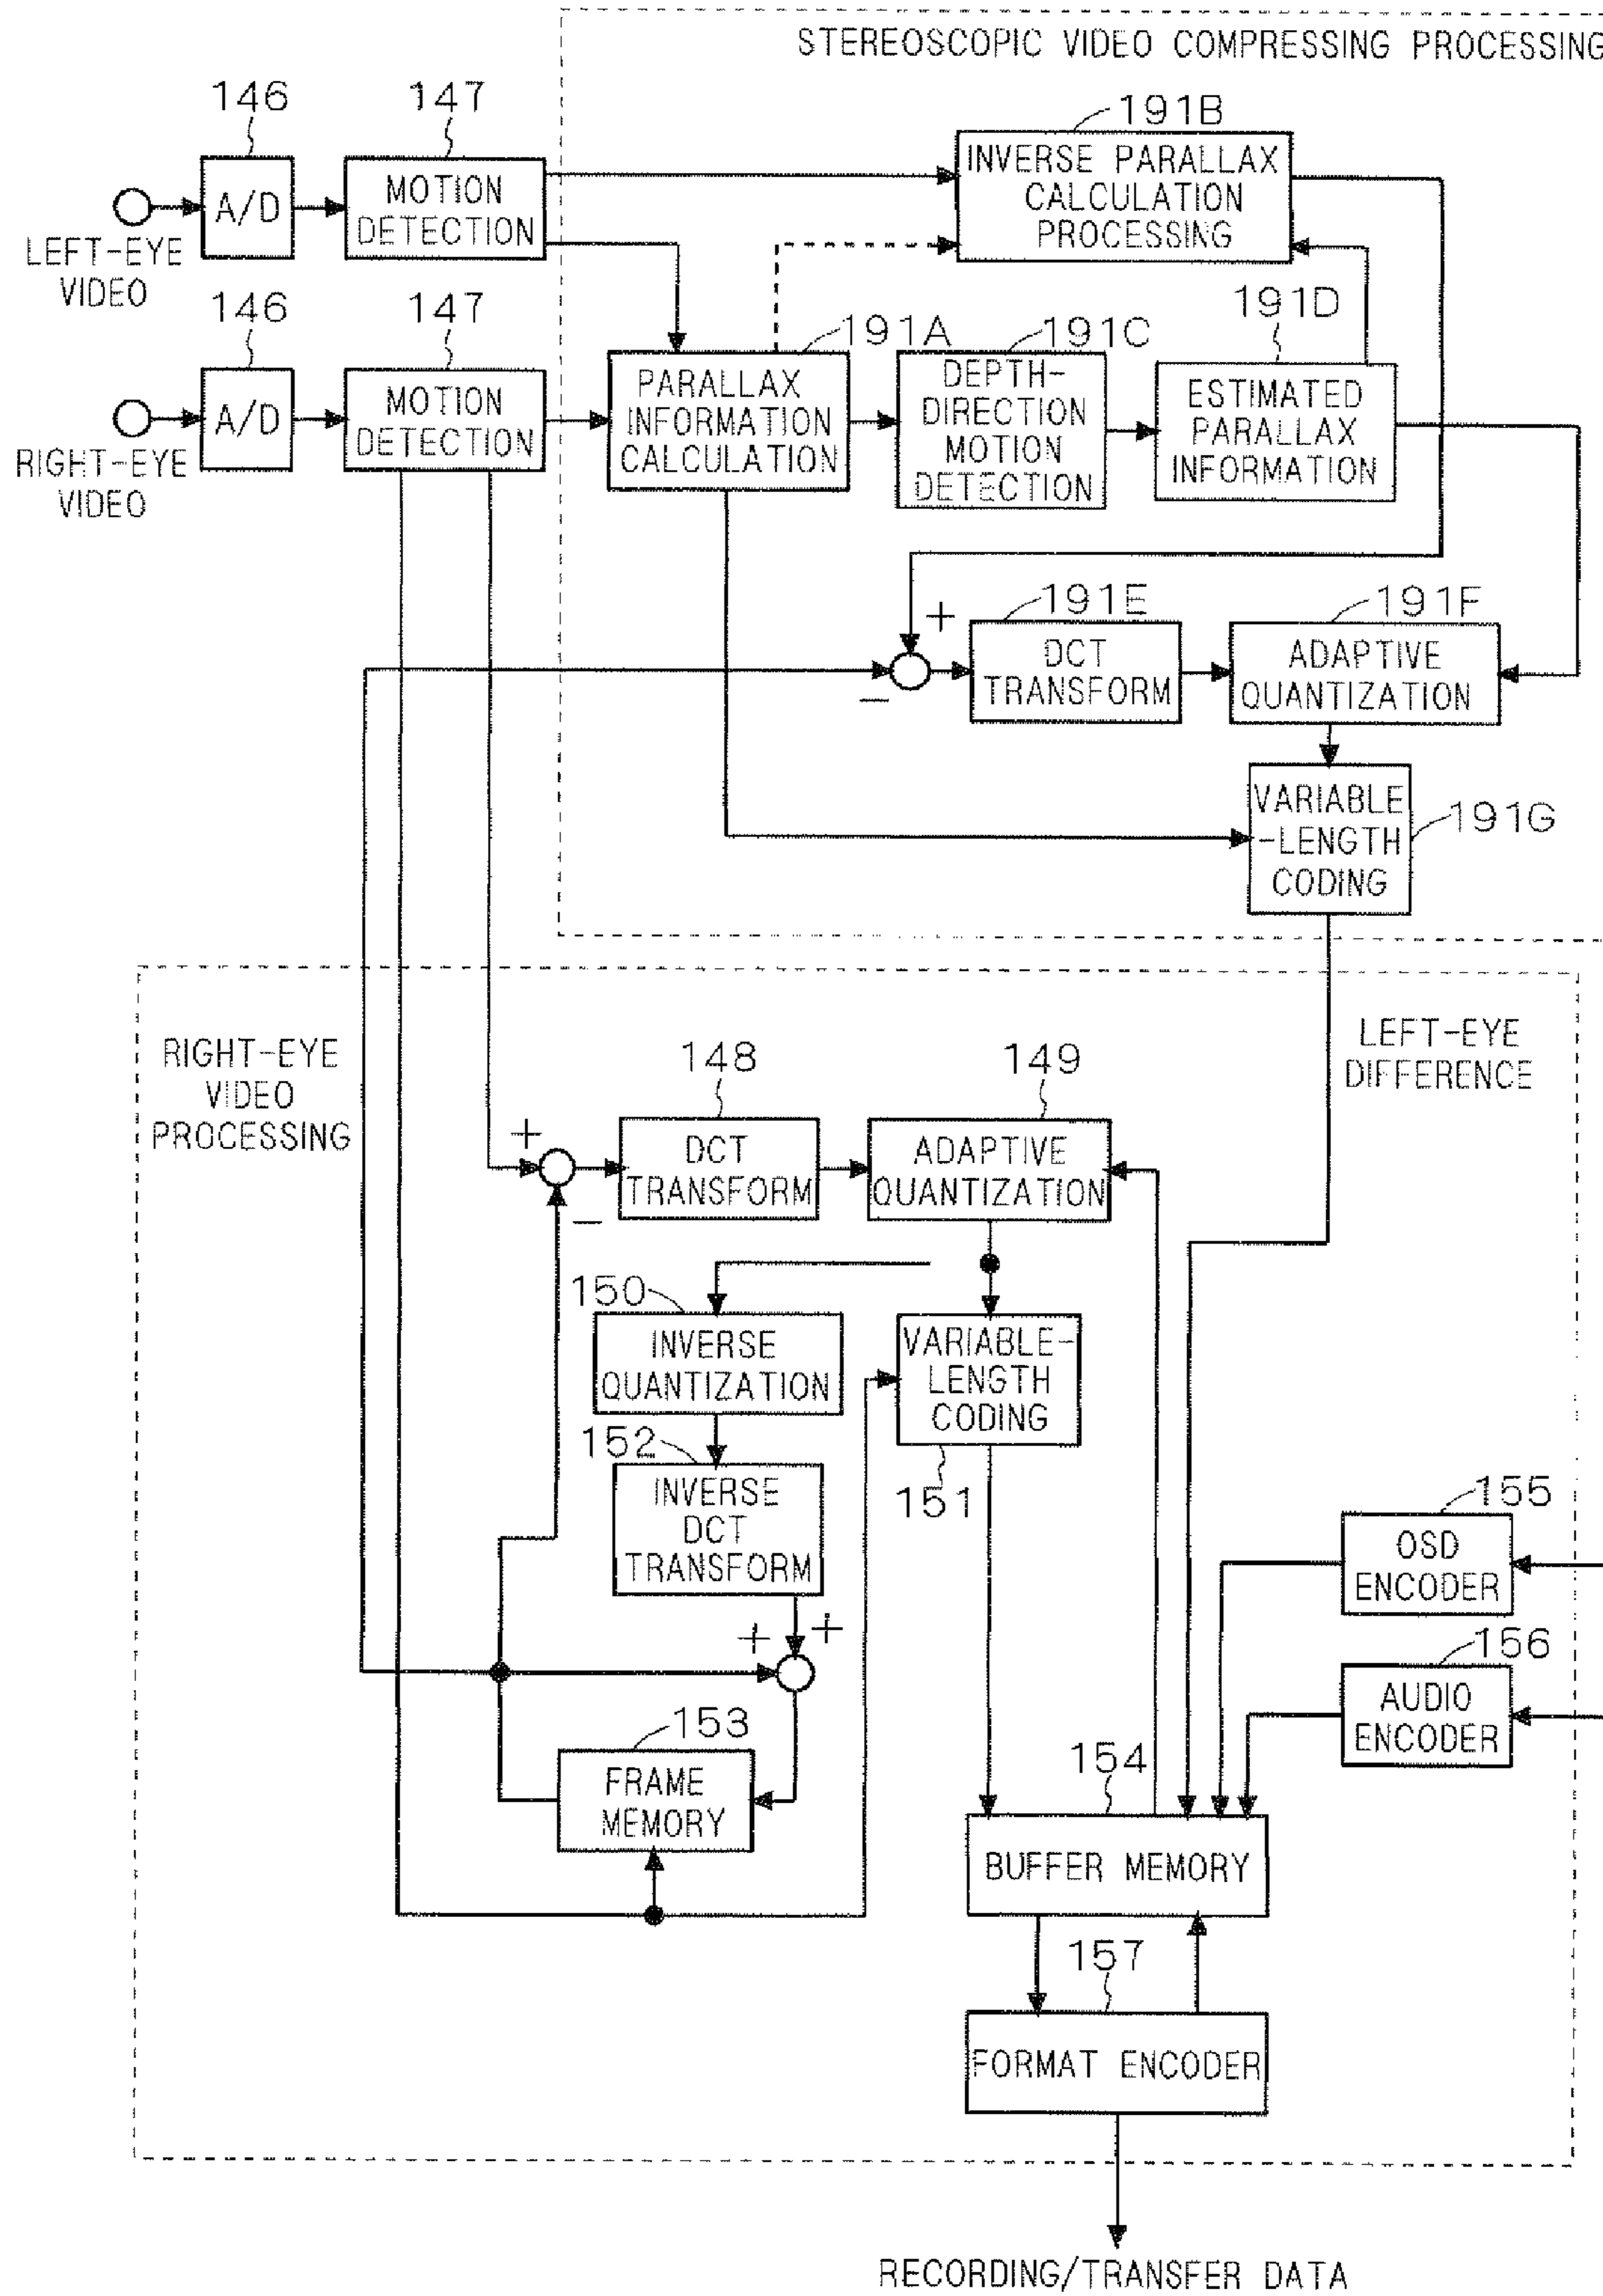 STEREOSCOPIC VIDEO COMPRESSING PROCESSING
146
147
191B
A/D
MOTION
DETECTION
INVERSE PARALLAX
CALCULATION
PROCESSING
LEFT-EYE
VIDEO
146
147
191A
191C
191D
A/D
MOTION
DETECTION
PARALLAX
INFORMATION
CALCULATION
DEPTH-
DIRECTION
MOTION
DETECTION
ESTIMATED
PARALLAX
INFORMATION
RIGHT-EYE
VIDEO
+
−
191E
191F
DCT
TRANSFORM
ADAPTIVE
QUANTIZATION
VARIABLE
-LENGTH
CODING
191G
RIGHT-EYE
VIDEO
PROCESSING
LEFT-EYE
DIFFERENCE
148
149
+
−
DCT
TRANSFORM
ADAPTIVE
QUANTIZATION
150
INVERSE
QUANTIZATION
VARIABLE-
LENGTH
CODING
151
152
INVERSE
DCT
TRANSFORM
+ +
155
OSD
ENCODER
156
AUDIO
ENCODER
153
FRAME
MEMORY
154
BUFFER MEMORY
157
FORMAT ENCODER
RECORDING/TRANSFER DATA